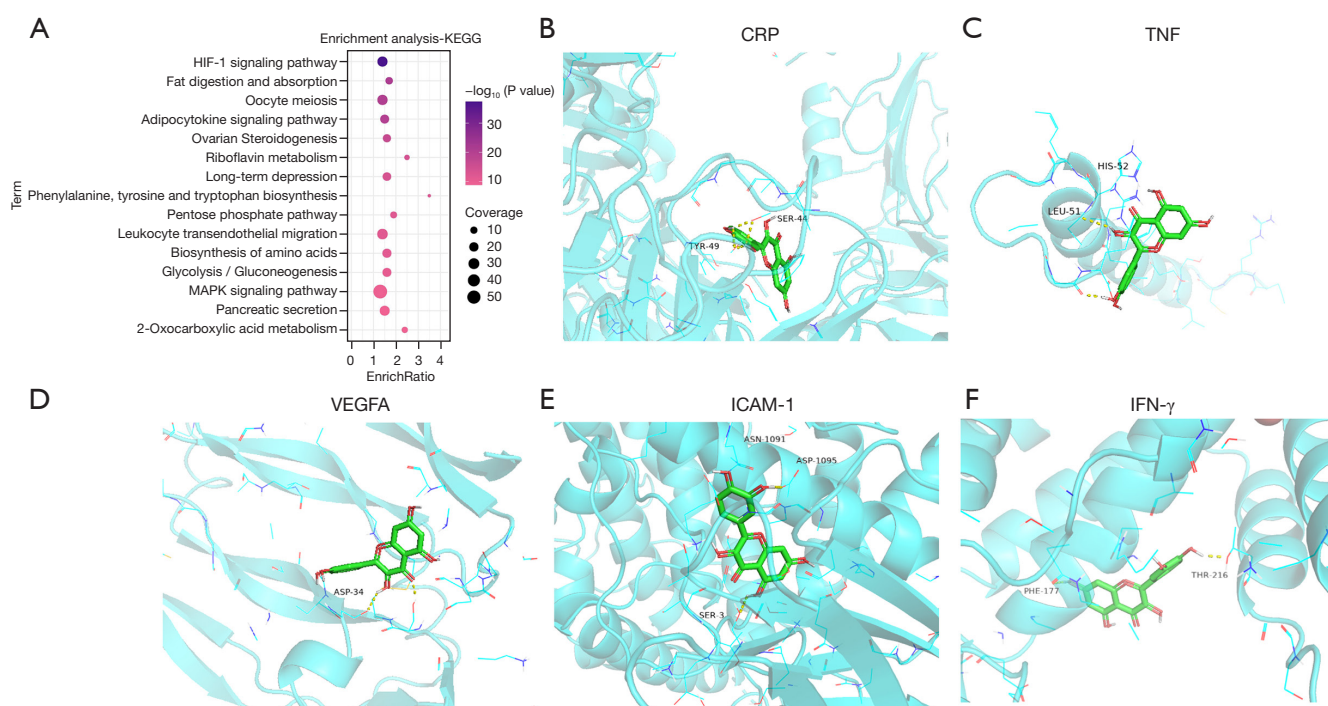 A
Enrichment analysis-KEGG
Term
HIF-1 signaling pathway
Fat digestion and absorption
Oocyte meiosis
Adipocytokine signaling pathway
Ovarian Steroidogenesis
Riboflavin metabolism
Long-term depression
Phenylalanine, tyrosine and tryptophan biosynthesis
Pentose phosphate pathway
Leukocyte transendothelial migration
Biosynthesis of amino acids
Glycolysis / Gluconeogenesis
MAPK signaling pathway
Pancreatic secretion
2-Oxocarboxylic acid metabolism
0 1 2 3 4
EnrichRatio
−log₁₀ (P value)
30
20
10
Coverage
10
20
30
40
50
B
CRP
SER-44
TYR-49
C
TNF
HIS-52
LEU-51
D
VEGFA
ASP-34
E
ICAM-1
ASN-1091
ASP-1095
SER-3
F
IFN-γ
THR-216
PHE-177